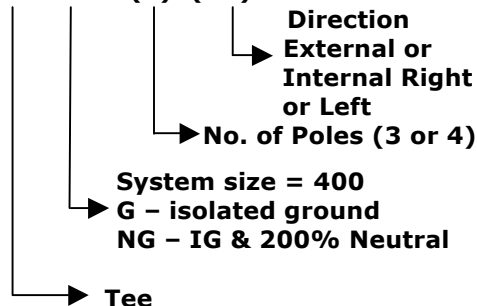 Direction
External or
Internal Right
or Left
No. of Poles (3 or 4)
System size = 400
G – isolated ground
NG – IG & 200% Neutral
Tee